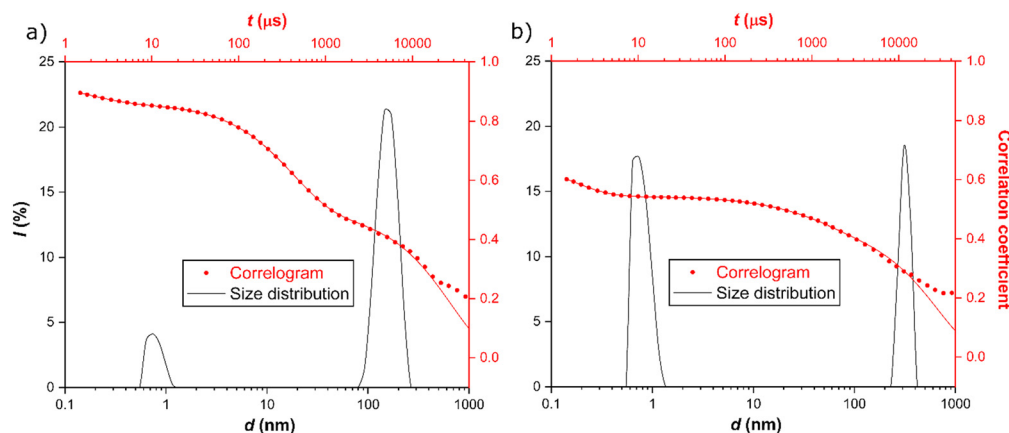 a)
t (μs)
1 10 100 1000 10000
25
20
15
10
5
0
I (%)
1.0
0.8
0.6
0.4
0.2
0.0
Correlogram
Size distribution
0.1 1 10 100 1000
d (nm)
b)
t (μs)
1 10 100 1000 10000
25
20
15
10
5
0
1.0
0.8
0.6
0.4
0.2
0.0
Correlation coefficient
Correlogram
Size distribution
0.1 1 10 100 1000
d (nm)